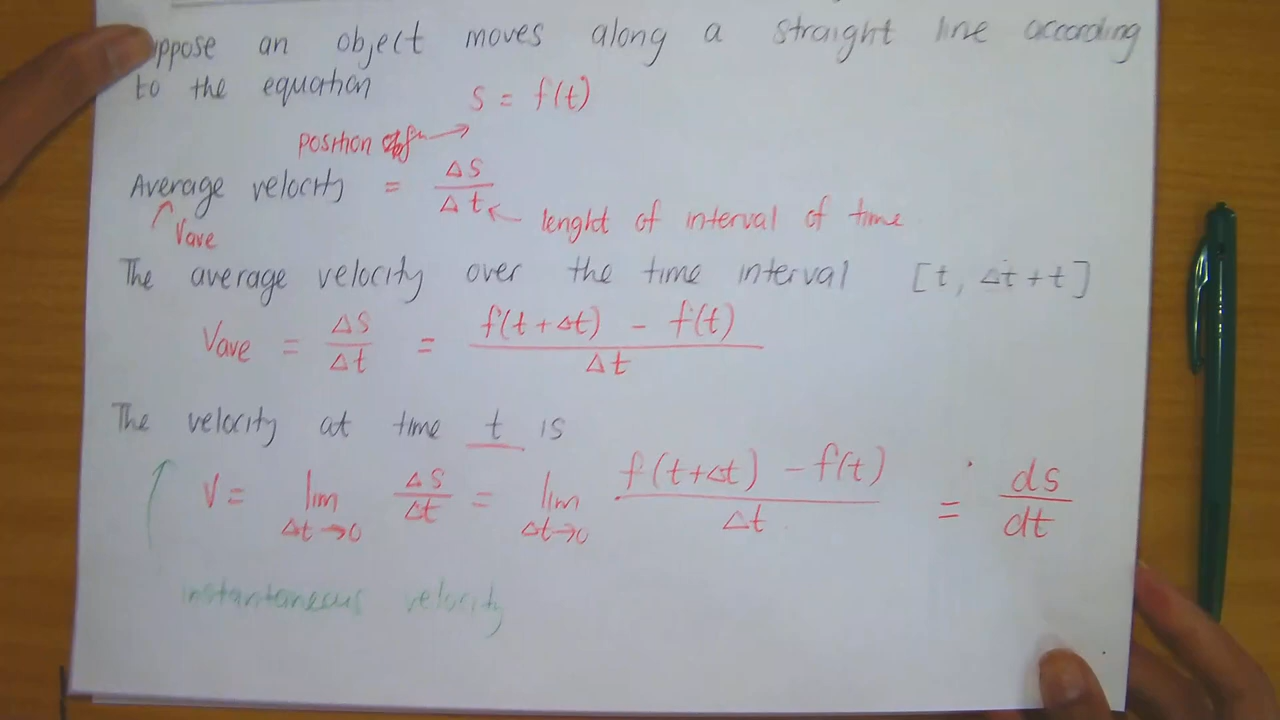 uppose an object moves along a straight line according
to the equation s = f(t)
position →
Average velocity = Δs/Δt ← lenght of interval of time
Vave
The average velocity over the time interval [t, Δt+t]
Vave = Δs/Δt = f(t+Δt) - f(t)/Δt
The velocity at time t is
V = lim Δt→0 Δs/Δt = lim Δt→0 f(t+Δt) - f(t)/Δt = ds/dt
instantaneous velocity